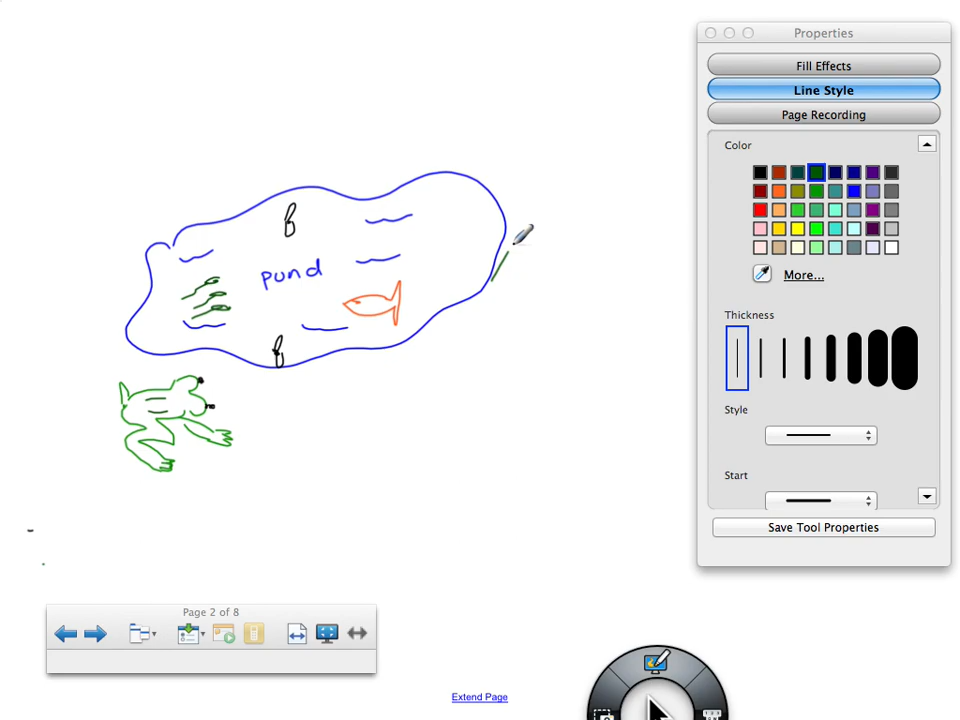 Properties
Fill Effects
Line Style
Page Recording
Color
pund
More...
Thickness
Style
Start
Save Tool Properties
Page 2 of 8
Extend Page